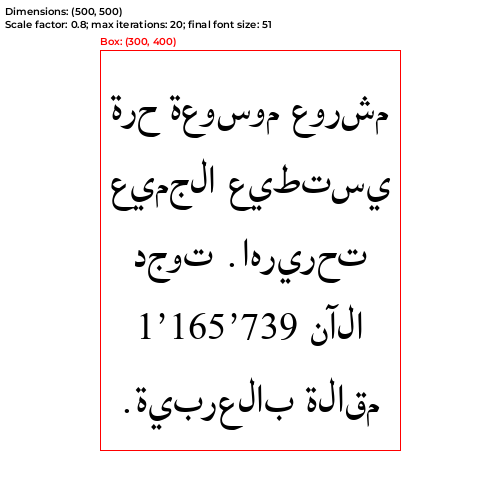 Dimensions: (500, 500)
Scale factor: 0.8; max iterations: 20; final font size: 51
Box: (300, 400)
مشروع موسوعة حرة
يستطيع الجميع
تحريرها. توجد
الآن 739’165’1
مقالة بالعربية.